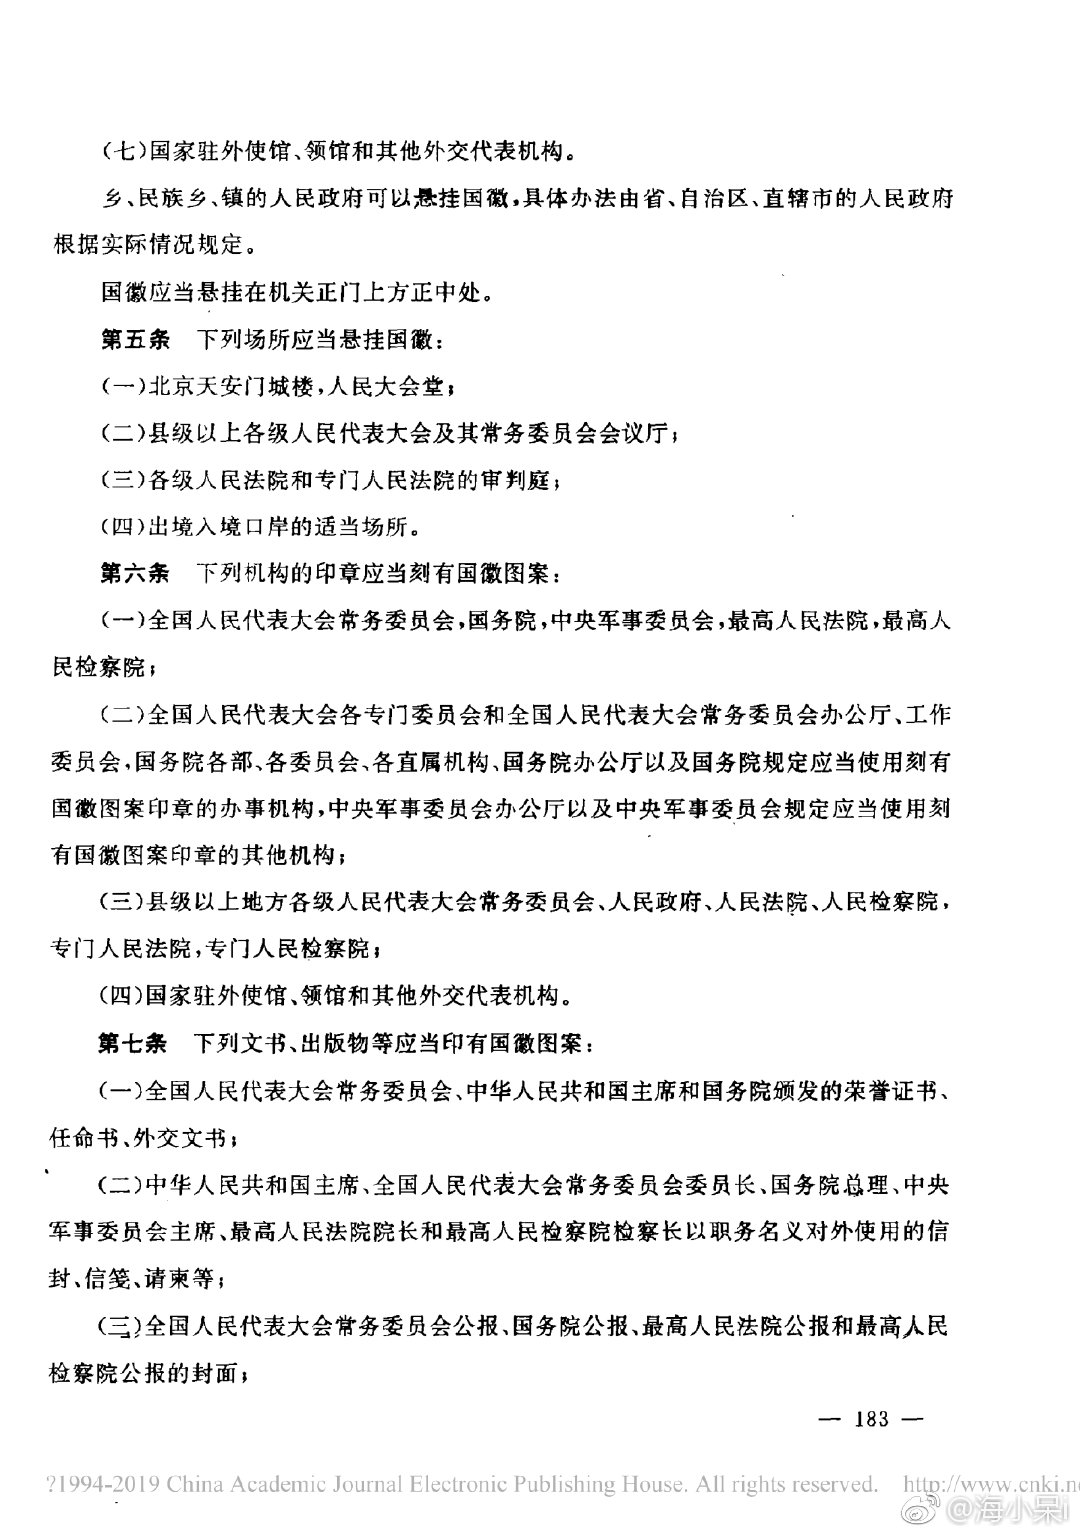 (七)国家驻外使馆、领馆和其他外交代表机构。
乡、民族乡、镇的人民政府可以悬挂国徽,具体办法由省、自治区、直辖市的人民政府
根据实际情况规定。
国徽应当悬挂在机关正门上方正中处。
第五条 下列场所应当悬挂国徽:
(一)北京天安门城楼,人民大会堂;
(二)县级以上各级人民代表大会及其常务委员会会议厅;
(三)各级人民法院和专门人民法院的审判庭;
(四)出境入境口岸的适当场所。
第六条 下列机构的印章应当刻有国徽图案:
(一)全国人民代表大会常务委员会,国务院,中央军事委员会,最高人民法院,最高人
民检察院;
(二)全国人民代表大会各专门委员会和全国人民代表大会常务委员会办公厅、工作
委员会,国务院各部、各委员会、各直属机构、国务院办公厅以及国务院规定应当使用刻有
国徽图案印章的办事机构,中央军事委员会办公厅以及中央军事委员会规定应当使用刻
有国徽图案印章的其他机构;
(三)县级以上地方各级人民代表大会常务委员会、人民政府、人民法院、人民检察院,
专门人民法院,专门人民检察院;
(四)国家驻外使馆、领馆和其他外交代表机构。
第七条 下列文书、出版物等应当印有国徽图案:
(一)全国人民代表大会常务委员会、中华人民共和国主席和国务院颁发的荣誉证书、
任命书、外交文书;
(二)中华人民共和国主席、全国人民代表大会常务委员会委员长、国务院总理、中央
军事委员会主席、最高人民法院院长和最高人民检察院检察长以职务名义对外使用的信
封、信笺、请柬等;
(三)全国人民代表大会常务委员会公报、国务院公报、最高人民法院公报和最高人民
检察院公报的封面;
— 183 —
?1994-2019 China Academic Journal Electronic Publishing House. All rights reserved. http://www.cnki.n
@海小呆i